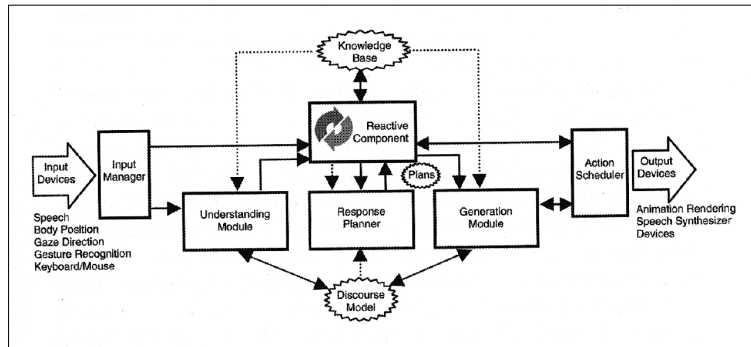 Knowledge
Base
Reactive
Component
Input
Devices
Input
Manager
Action
Scheduler
Output
Devices
Plans
Understanding
Module
Response
Planner
Generation
Module
Speech
Body Position
Gaze Direction
Gesture Recognition
Keyboard/Mouse
Animation Rendering
Speech Synthesizer
Devices
Discourse
Model